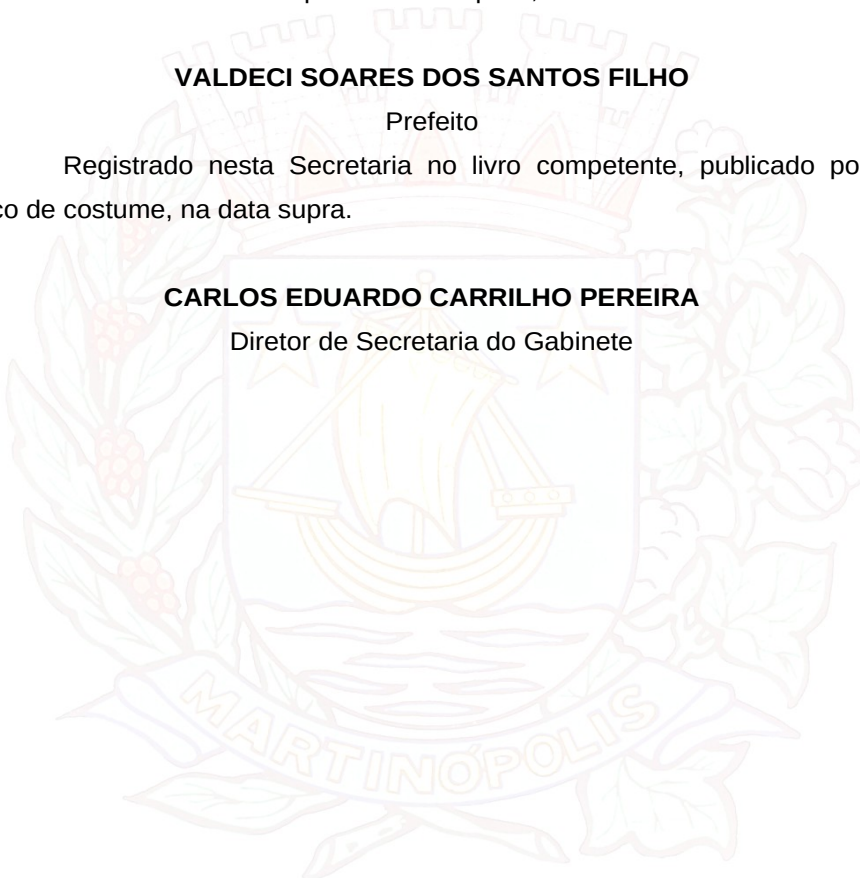 VALDECI SOARES DOS SANTOS FILHO
Prefeito
Registrado nesta Secretaria no livro competente, publicado po
co de costume, na data supra.
CARLOS EDUARDO CARRILHO PEREIRA
Diretor de Secretaria do Gabinete
MARTINÓPOLIS